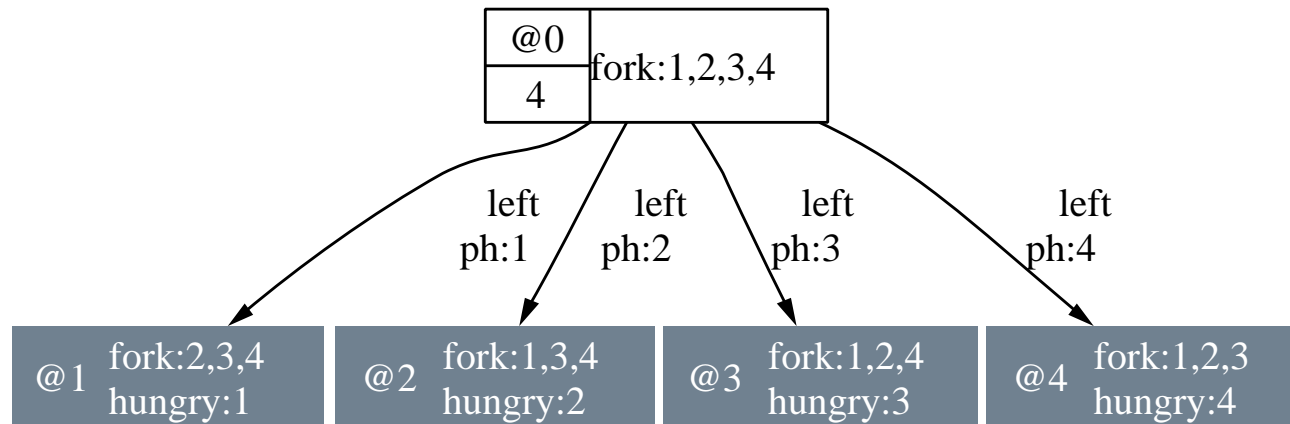 @0
4
fork:1,2,3,4
left
ph:1
left
ph:2
left
ph:3
left
ph:4
@1
fork:2,3,4
hungry:1
@2
fork:1,3,4
hungry:2
@3
fork:1,2,4
hungry:3
@4
fork:1,2,3
hungry:4